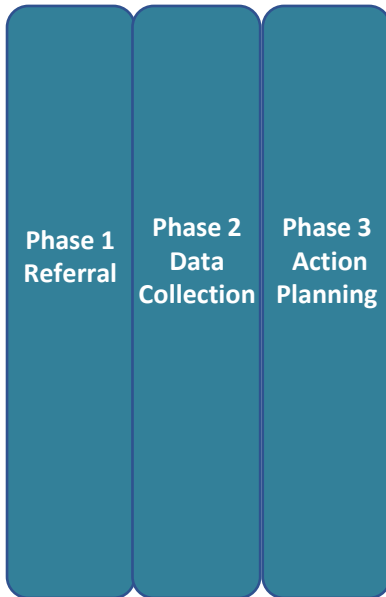 Phase 1
Referral
Phase 2
Data
Collection
Phase 3
Action
Planning